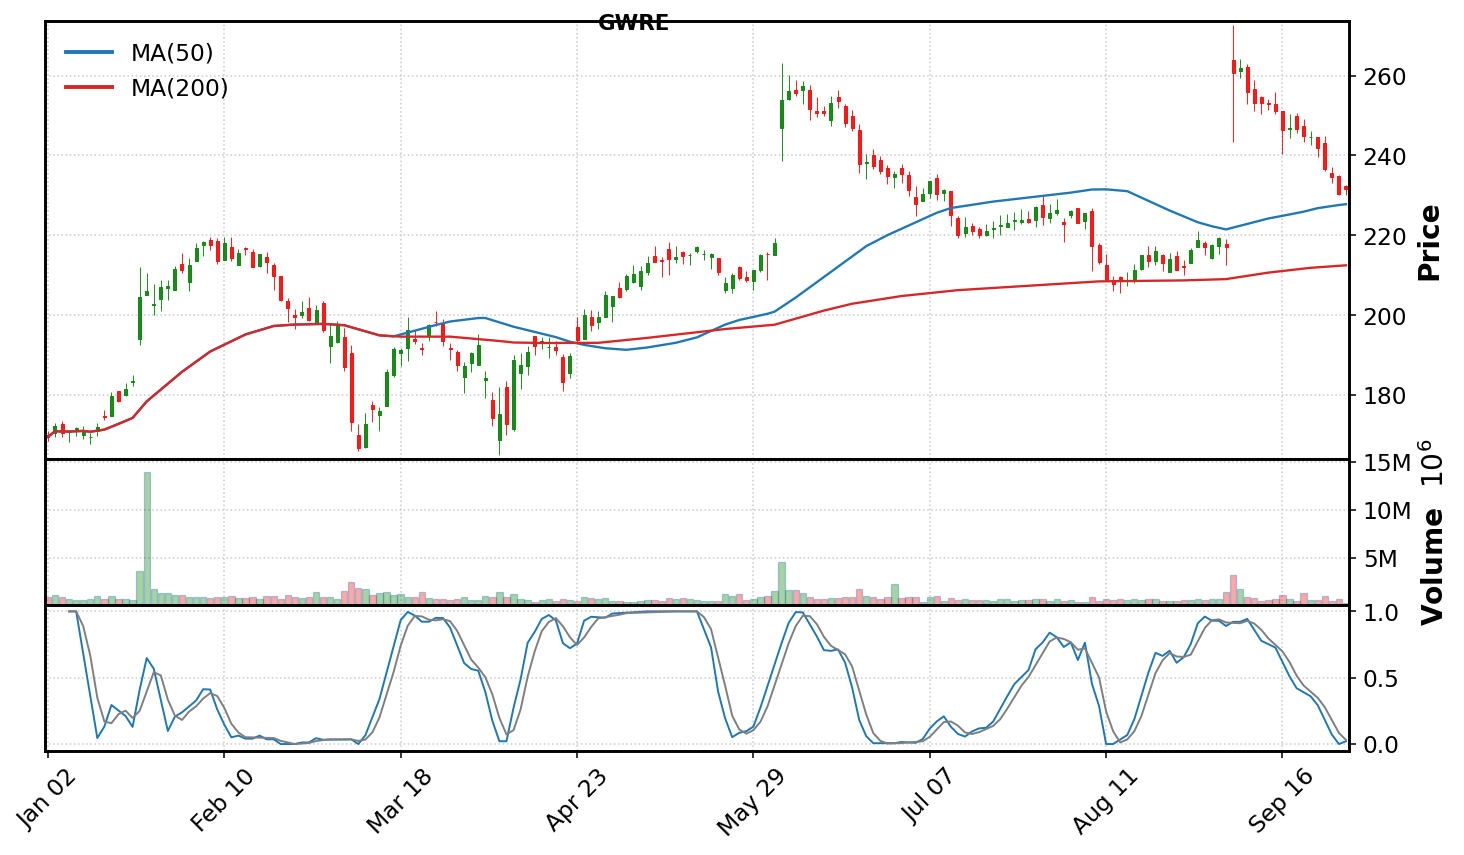 GWRE
MA(50)
MA(200)
260
240
220
200
180
Price
15M
10M
5M
Volume 10^6
1.0
0.5
0.0
Jan 02
Feb 10
Mar 18
Apr 23
May 29
Jul 07
Aug 11
Sep 16